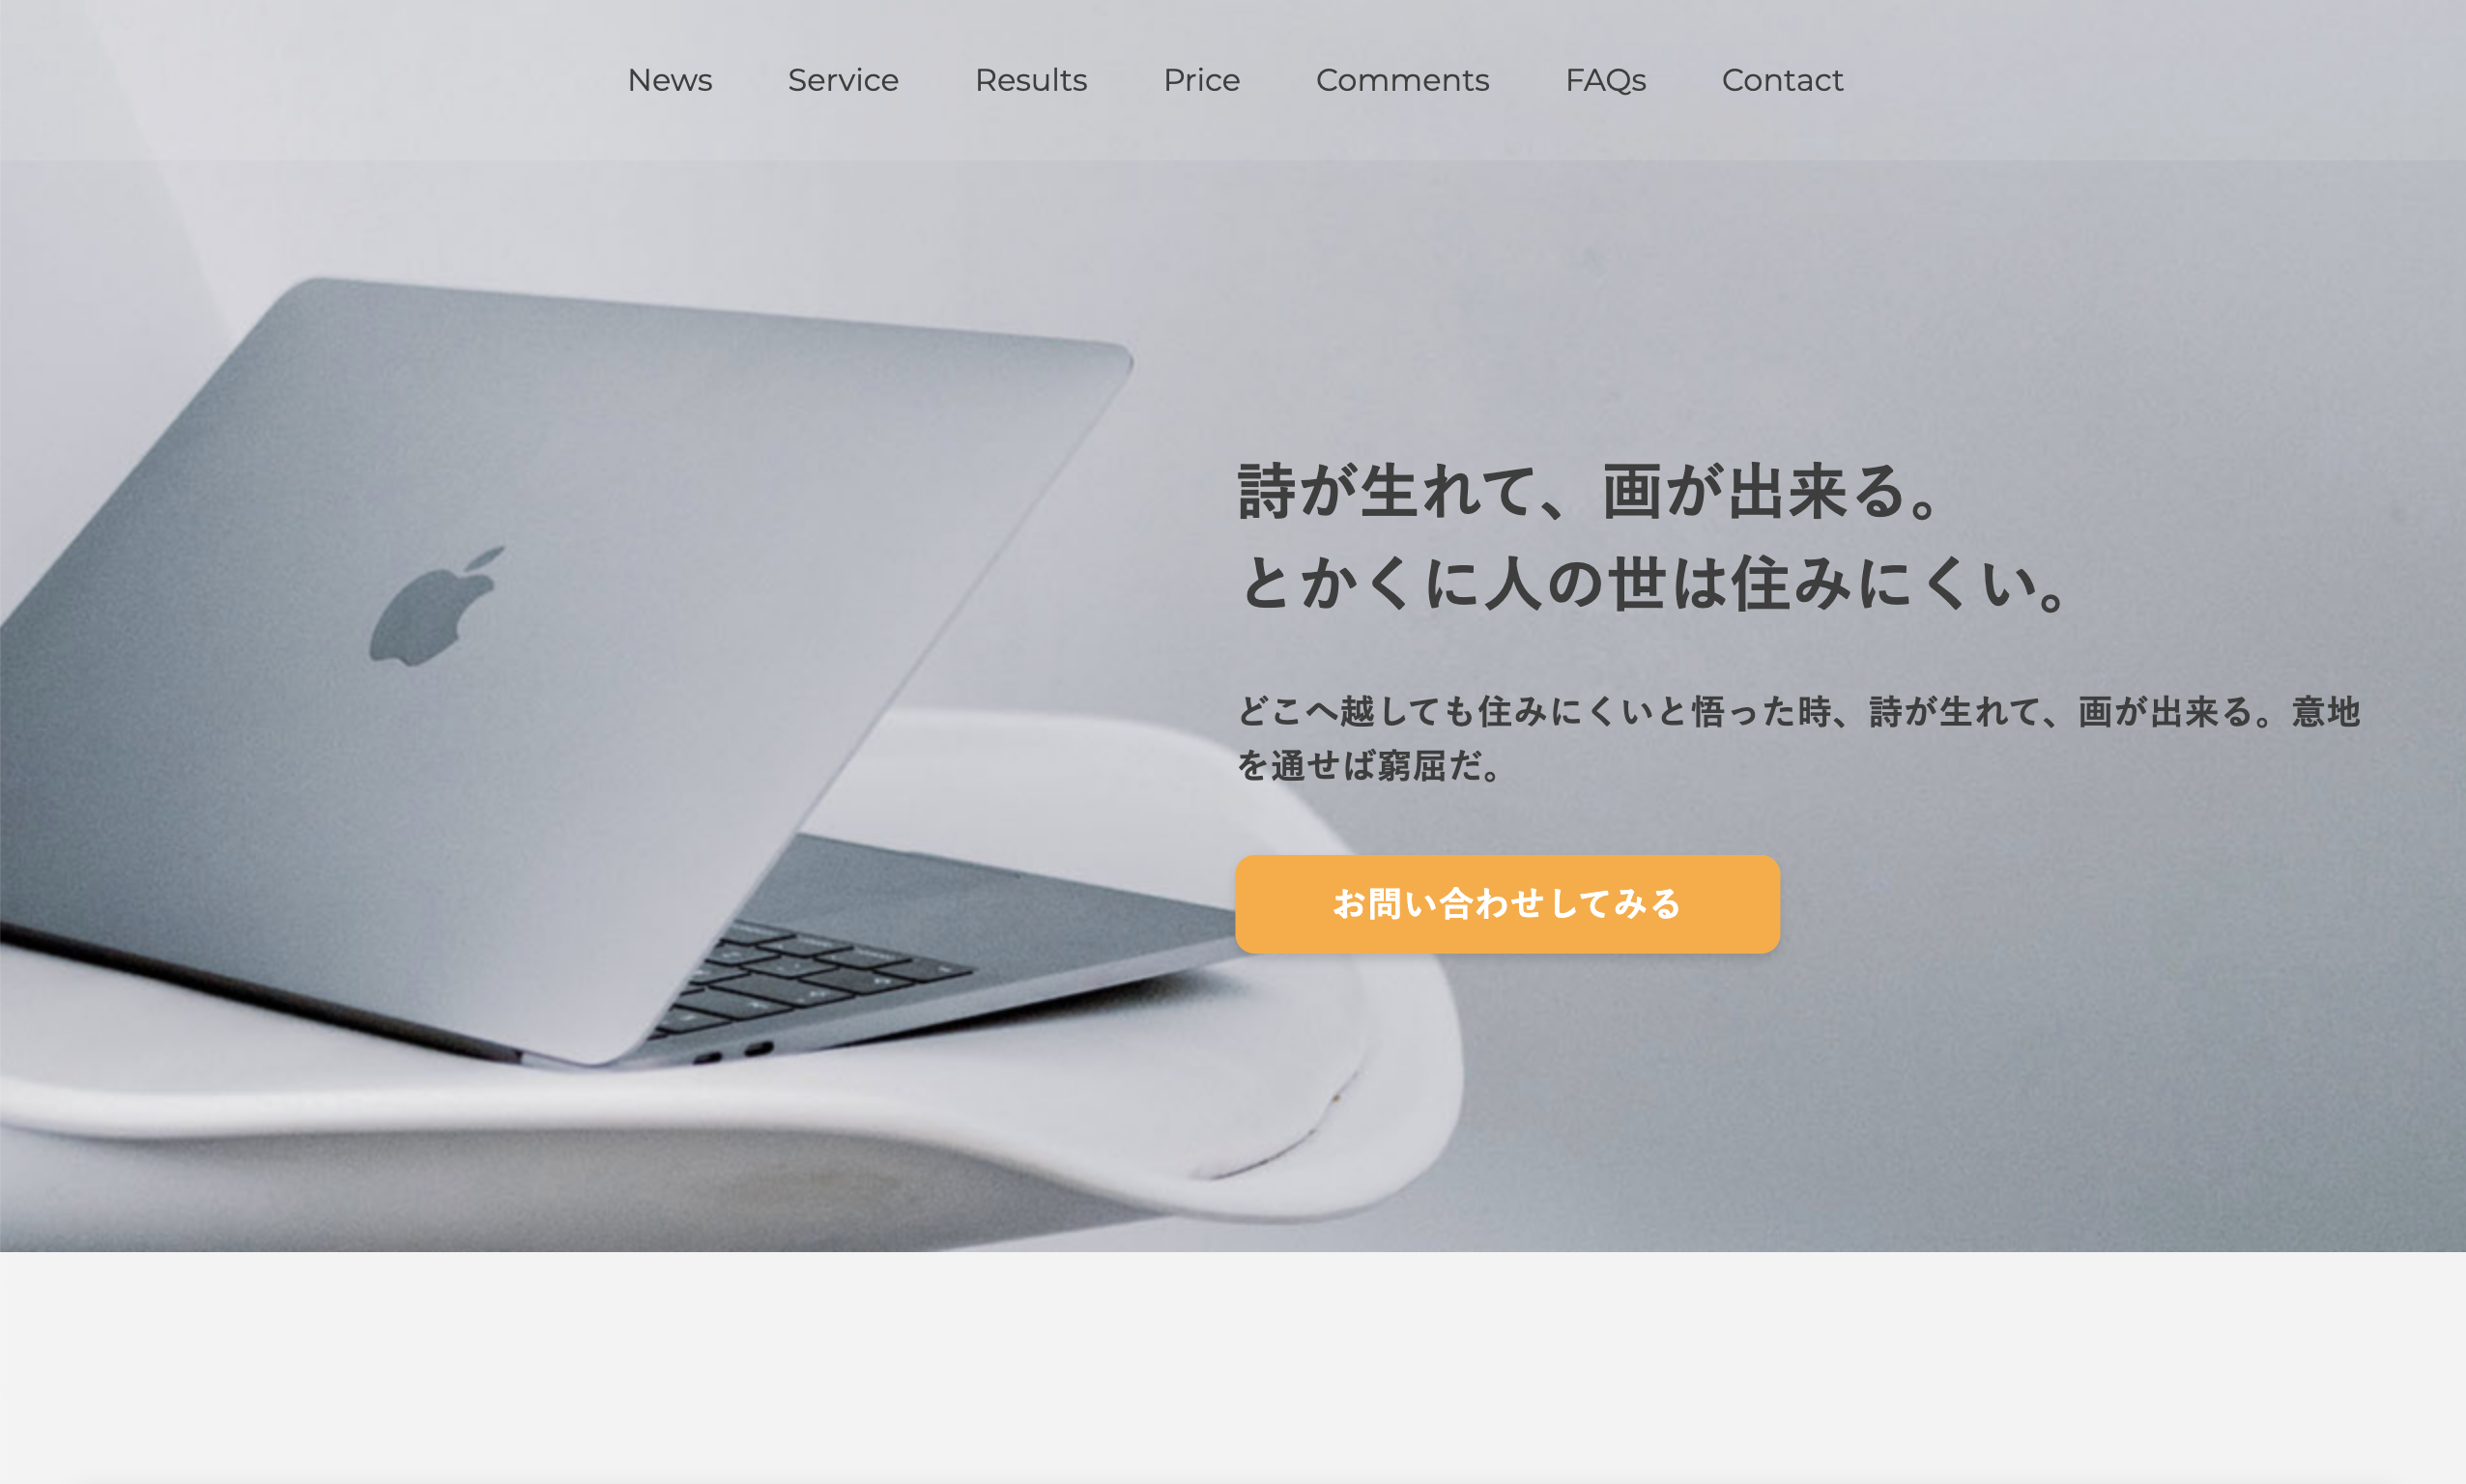 News Service Results Price Comments FAQs Contact
詩が生れて、画が出来る。
とかくに人の世は住みにくい。
どこへ越しても住みにくいと悟った時、詩が生れて、画が出来る。意地
を通せば窮屈だ。
お問い合わせしてみる